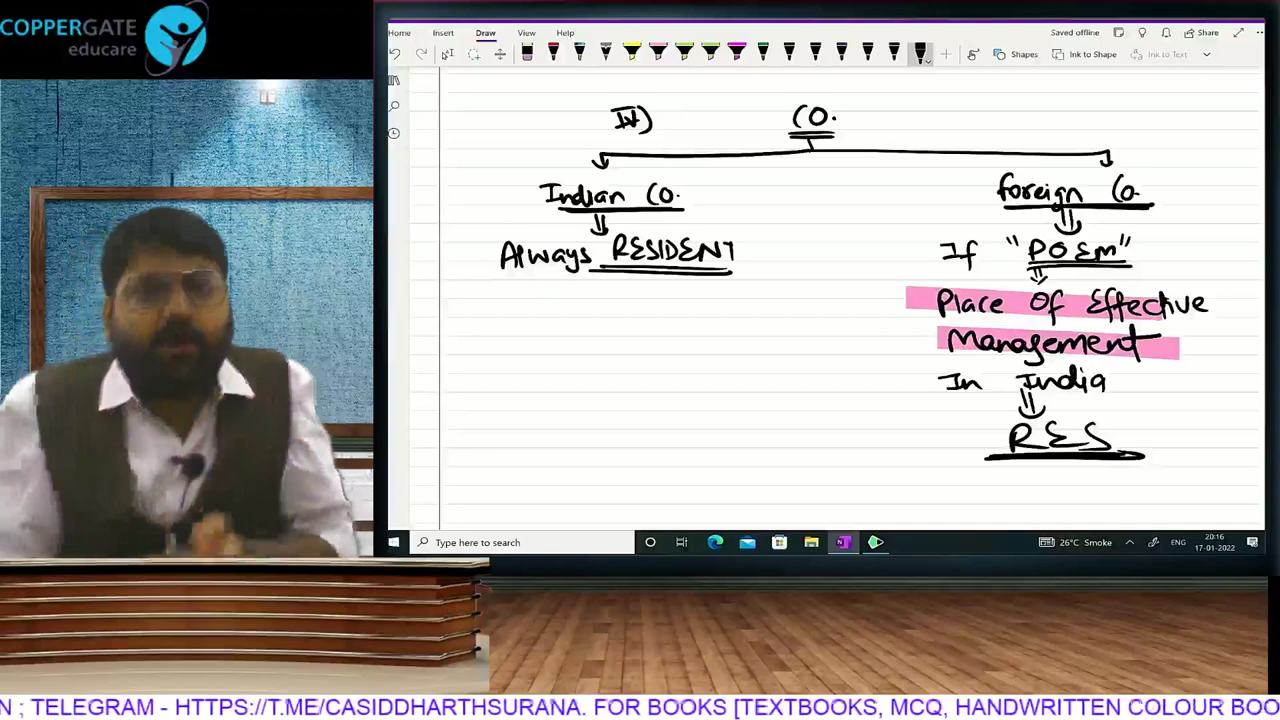 COPPERGATE
educare
Home Insert Draw View Help
Saved offline
Share
Shapes
Ink to Shape
Ink to Text
IV) CO.
Indian CO. foreign CO.
Always RESIDENT
If "POEM"
Place Of Effective
Management
In India
RES
Type here to search
26°C Smoke
ENG
20:16
17-01-2022
N ; TELEGRAM - HTTPS://T.ME/CASIDDHARTHSURANA. FOR BOOKS [TEXTBOOKS, MCQ, HANDWRITTEN COLOUR BOO